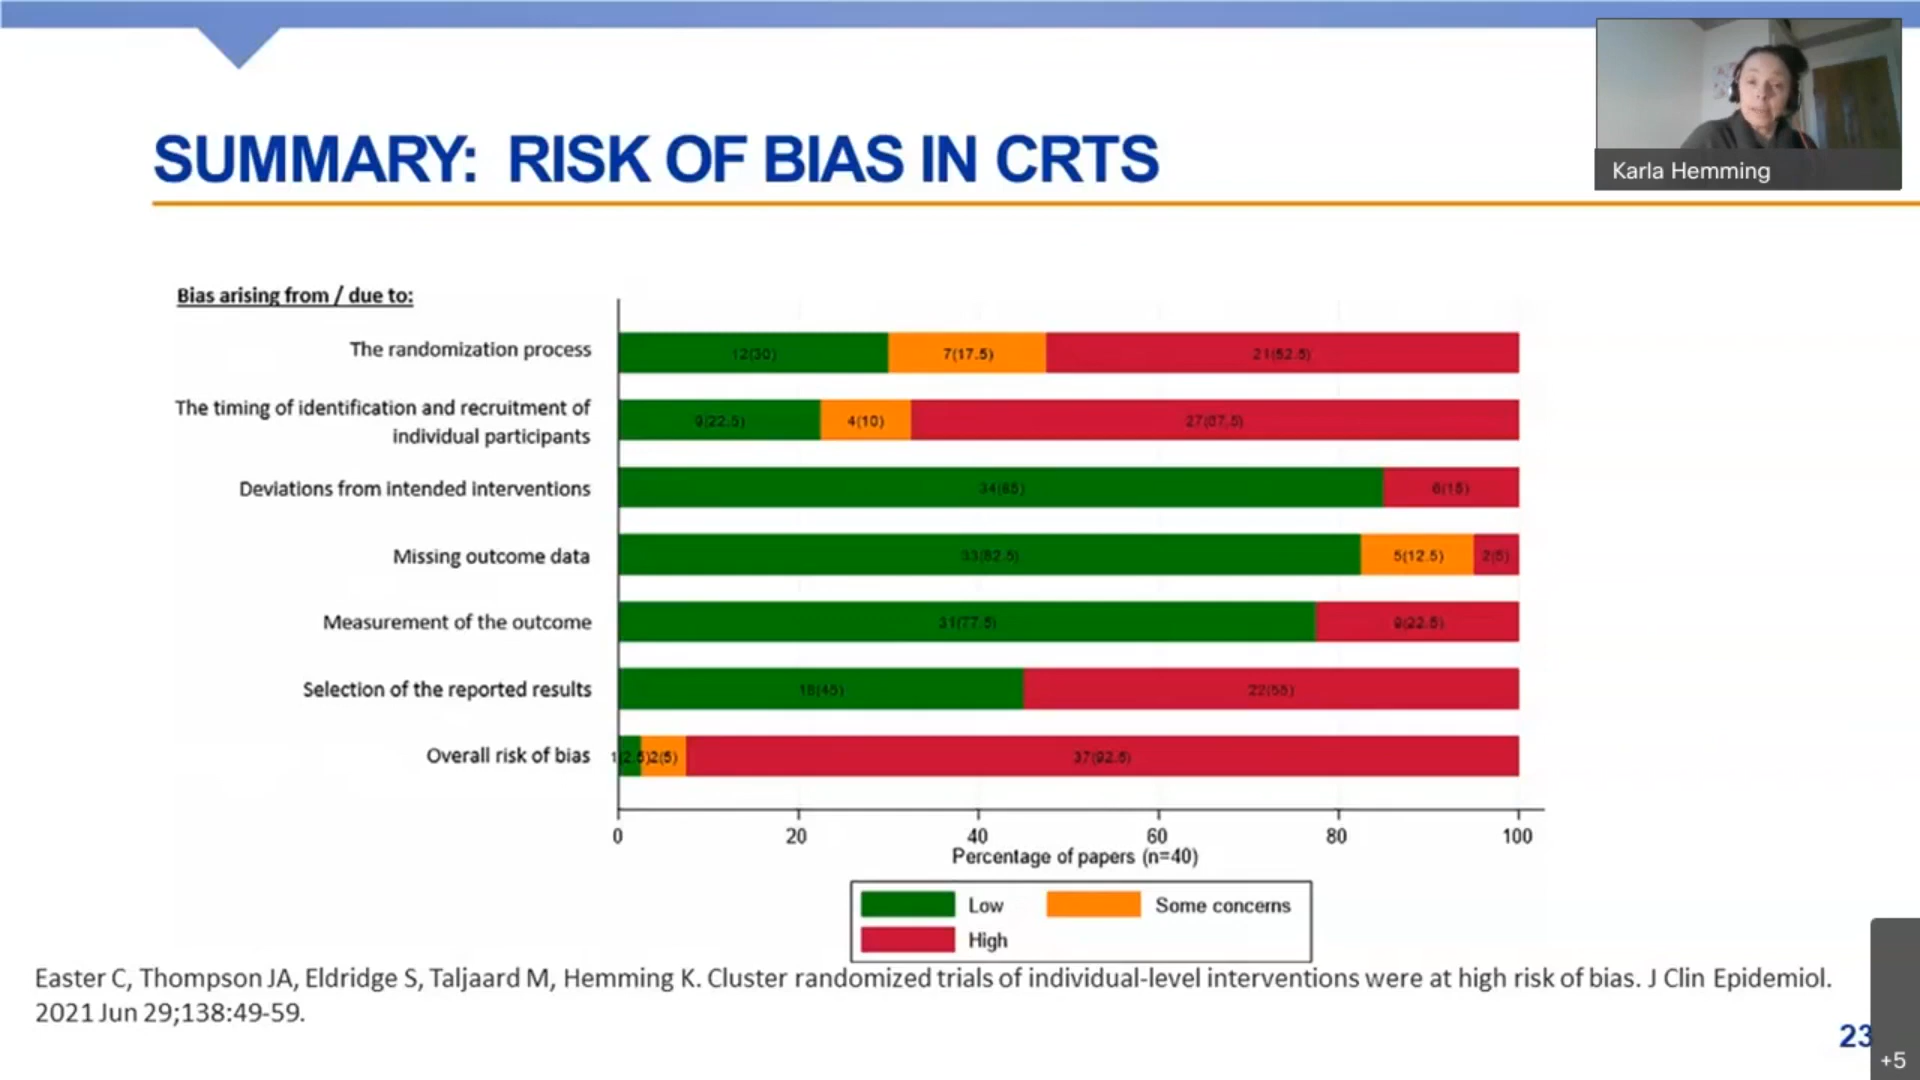 Karla Hemming
SUMMARY: RISK OF BIAS IN CRTS
Bias arising from / due to:
The randomization process
12(30) 7(17.5) 21(52.5)
The timing of identification and recruitment of
individual participants
9(22.5) 4(10) 27(67.5)
Deviations from intended interventions
34(85) 6(15)
Missing outcome data
33(82.5) 5(12.5) 2(5)
Measurement of the outcome
31(77.5) 9(22.5)
Selection of the reported results
18(45) 22(55)
Overall risk of bias
1(2.5) 2(5) 37(92.5)
0 20 40 60 80 100
Percentage of papers (n=40)
Low Some concerns
High
Easter C, Thompson JA, Eldridge S, Taljaard M, Hemming K. Cluster randomized trials of individual-level interventions were at high risk of bias. J Clin Epidemiol.
2021 Jun 29;138:49-59.
23
+5